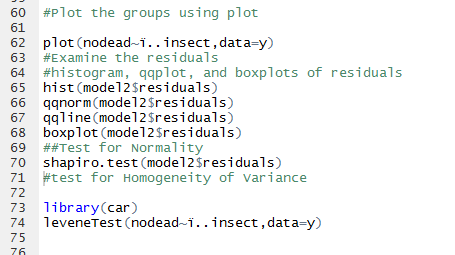 60 #Plot the groups using plot
61
62 plot(nodead~ï..insect,data=y)
63 #Examine the residuals
64 #histogram, qqplot, and boxplots of residuals
65 hist(model2$residuals)
66 qqnorm(model2$residuals)
67 qqline(model2$residuals)
68 boxplot(model2$residuals)
69 ##Test for Normality
70 shapiro.test(model2$residuals)
71 #test for Homogeneity of Variance
72
73 library(car)
74 leveneTest(nodead~ï..insect,data=y)
75
76